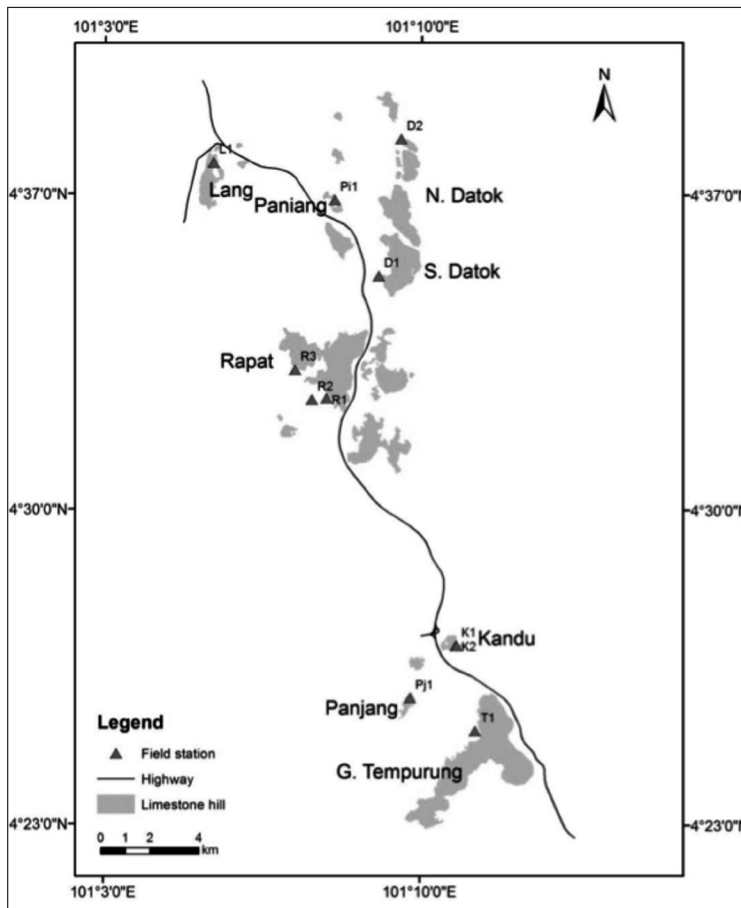 101°3'0"E 101°10'0"E
N
D2
L1
4°37'0"N 4°37'0"N
Lang
Pi1
Paniang
N. Datok
D1
S. Datok
Rapat
R3
R2
R1
4°30'0"N 4°30'0"N
K1
Kandu
K2
Pj1
Panjang
T1
G. Tempurung
Legend
Field station
Highway
Limestone hill
0 1 2 4
km
4°23'0"N 4°23'0"N
101°3'0"E 101°10'0"E